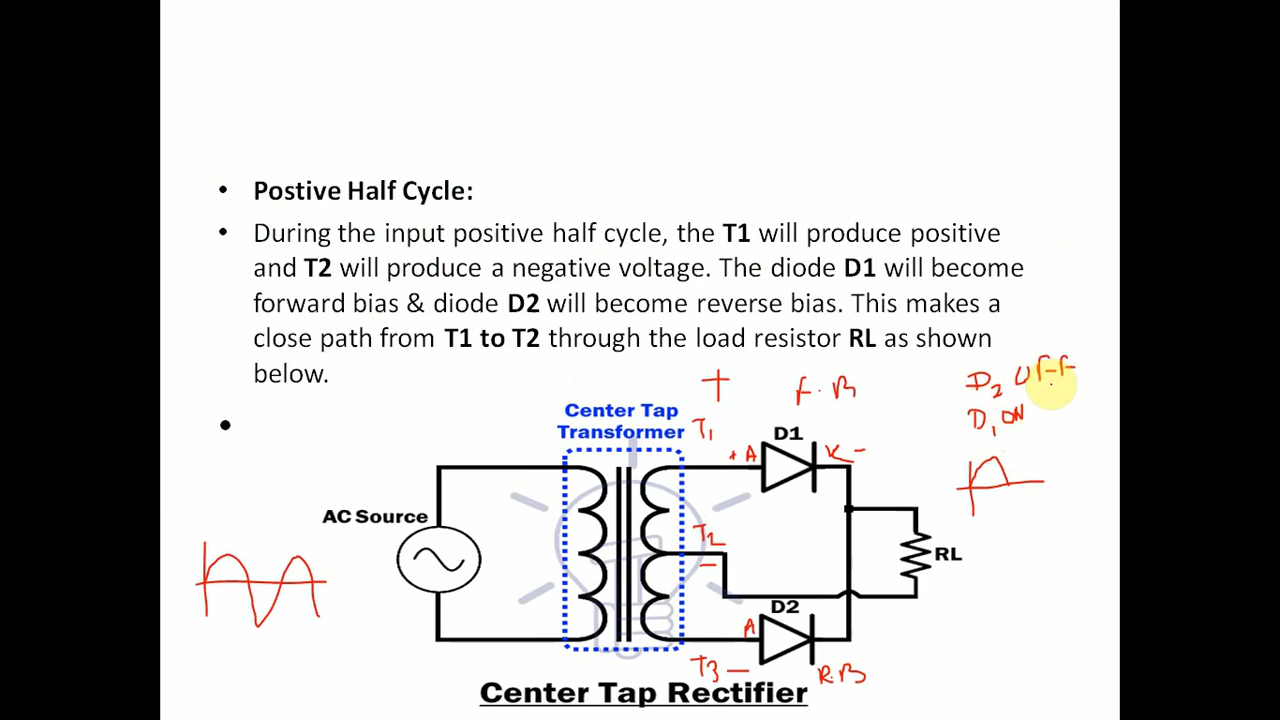 Postive Half Cycle:
During the input positive half cycle, the T1 will produce positive
and T2 will produce a negative voltage. The diode D1 will become
forward bias & diode D2 will become reverse bias. This makes a
close path from T1 to T2 through the load resistor RL as shown
below.
+
F.B
D2 OFF
D1 ON
Center Tap
Transformer
T1
D1
+ A
K -
AC Source
T2
-
RL
D2
A
T3 -
R.B
Center Tap Rectifier